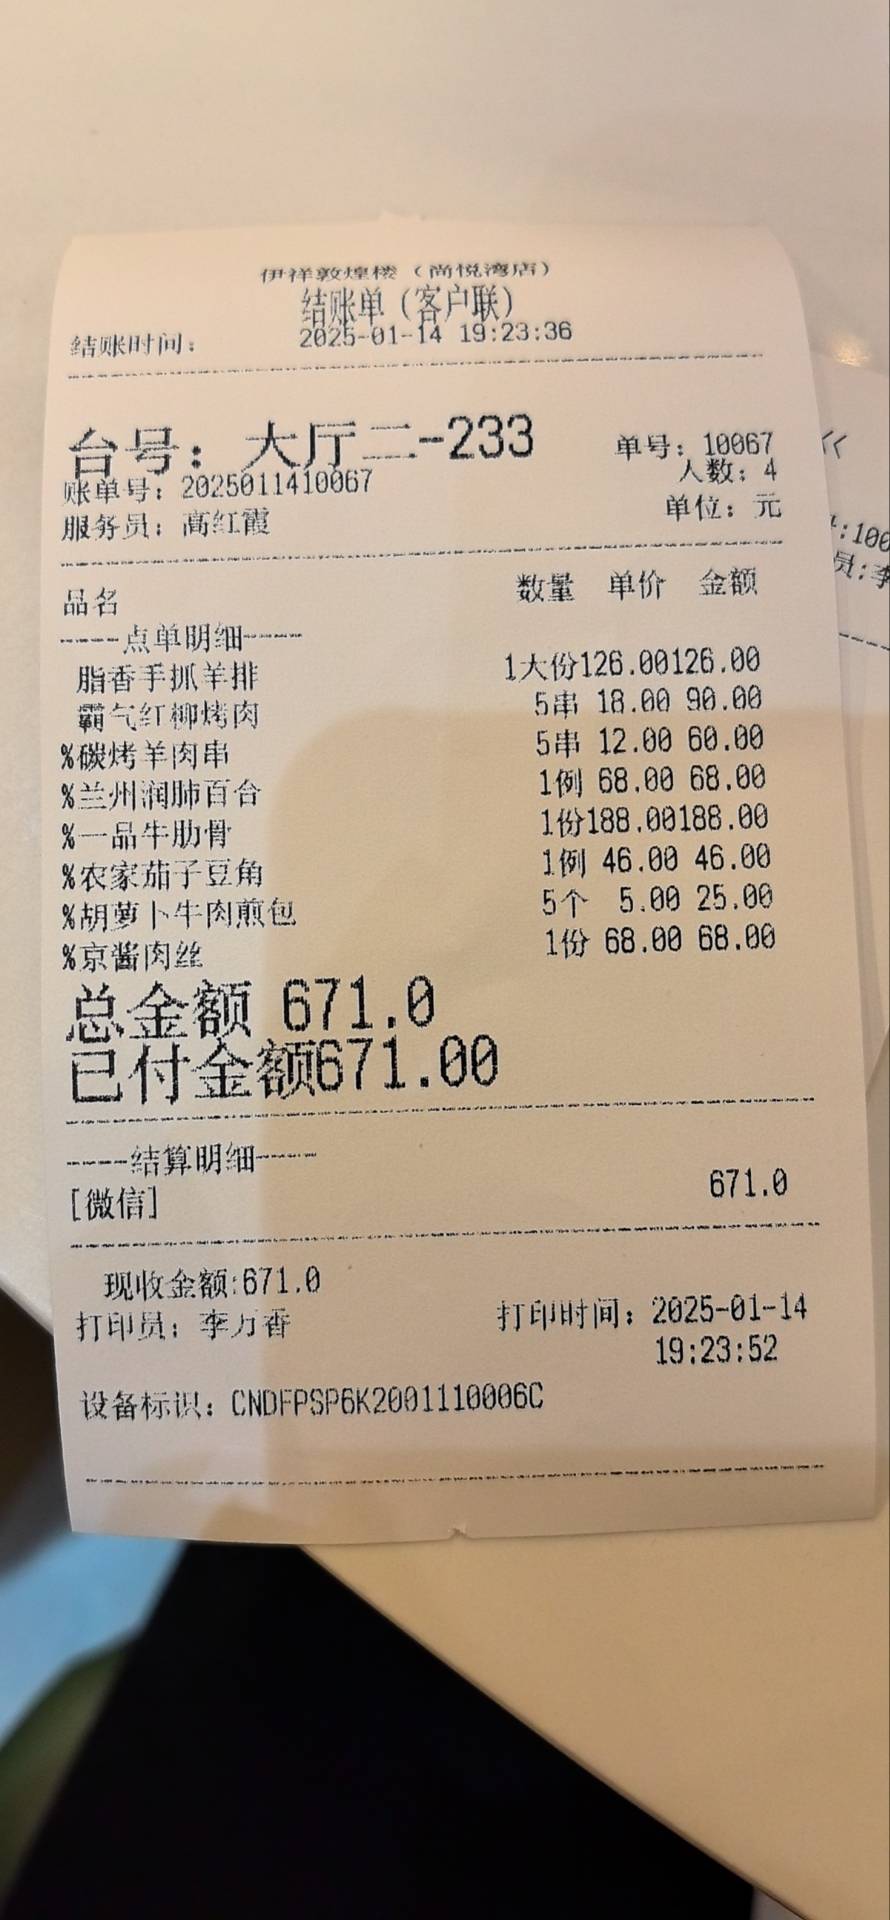 伊祥敦煌楼（尚悦湾店）
结账单（客户联）
结账时间： 2025-01-14 19:23:36
台号：大厅二-233 单号：10067
账单号：2025011410067 人数：4
服务员：高红霞 单位：元
品名 数量 单价 金额
----点单明细----
脂香手抓羊排 1大份126.00126.00
霸气红柳烤肉 5串 18.00 90.00
%碳烤羊肉串 5串 12.00 60.00
%兰州润肺百合 1例 68.00 68.00
%一品牛肋骨 1份188.00188.00
%农家茄子豆角 1例 46.00 46.00
%胡萝卜牛肉煎包 5个 5.00 25.00
%京酱肉丝 1份 68.00 68.00
总金额 671.0
已付金额671.00
----结算明细----
[微信] 671.0
现收金额:671.0
打印员：李万香 打印时间：2025-01-14
19:23:52
设备标识：CNDFPSP6K2001110006C
<<
:100
员:李